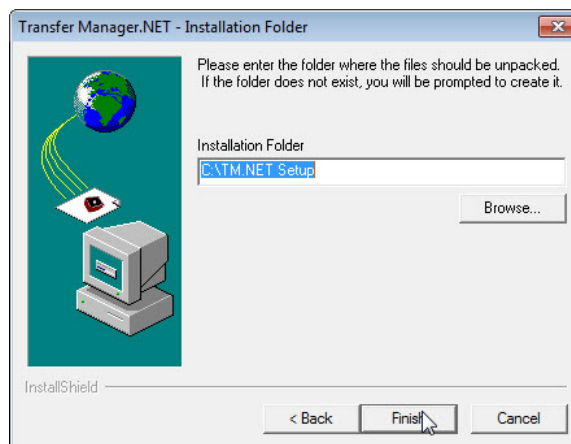 Transfer Manager.NET - Installation Folder
Please enter the folder where the files should be unpacked.
If the folder does not exist, you will be prompted to create it.
Installation Folder
C:\TM.NET Setup
Browse...
InstallShield
< Back Finish Cancel